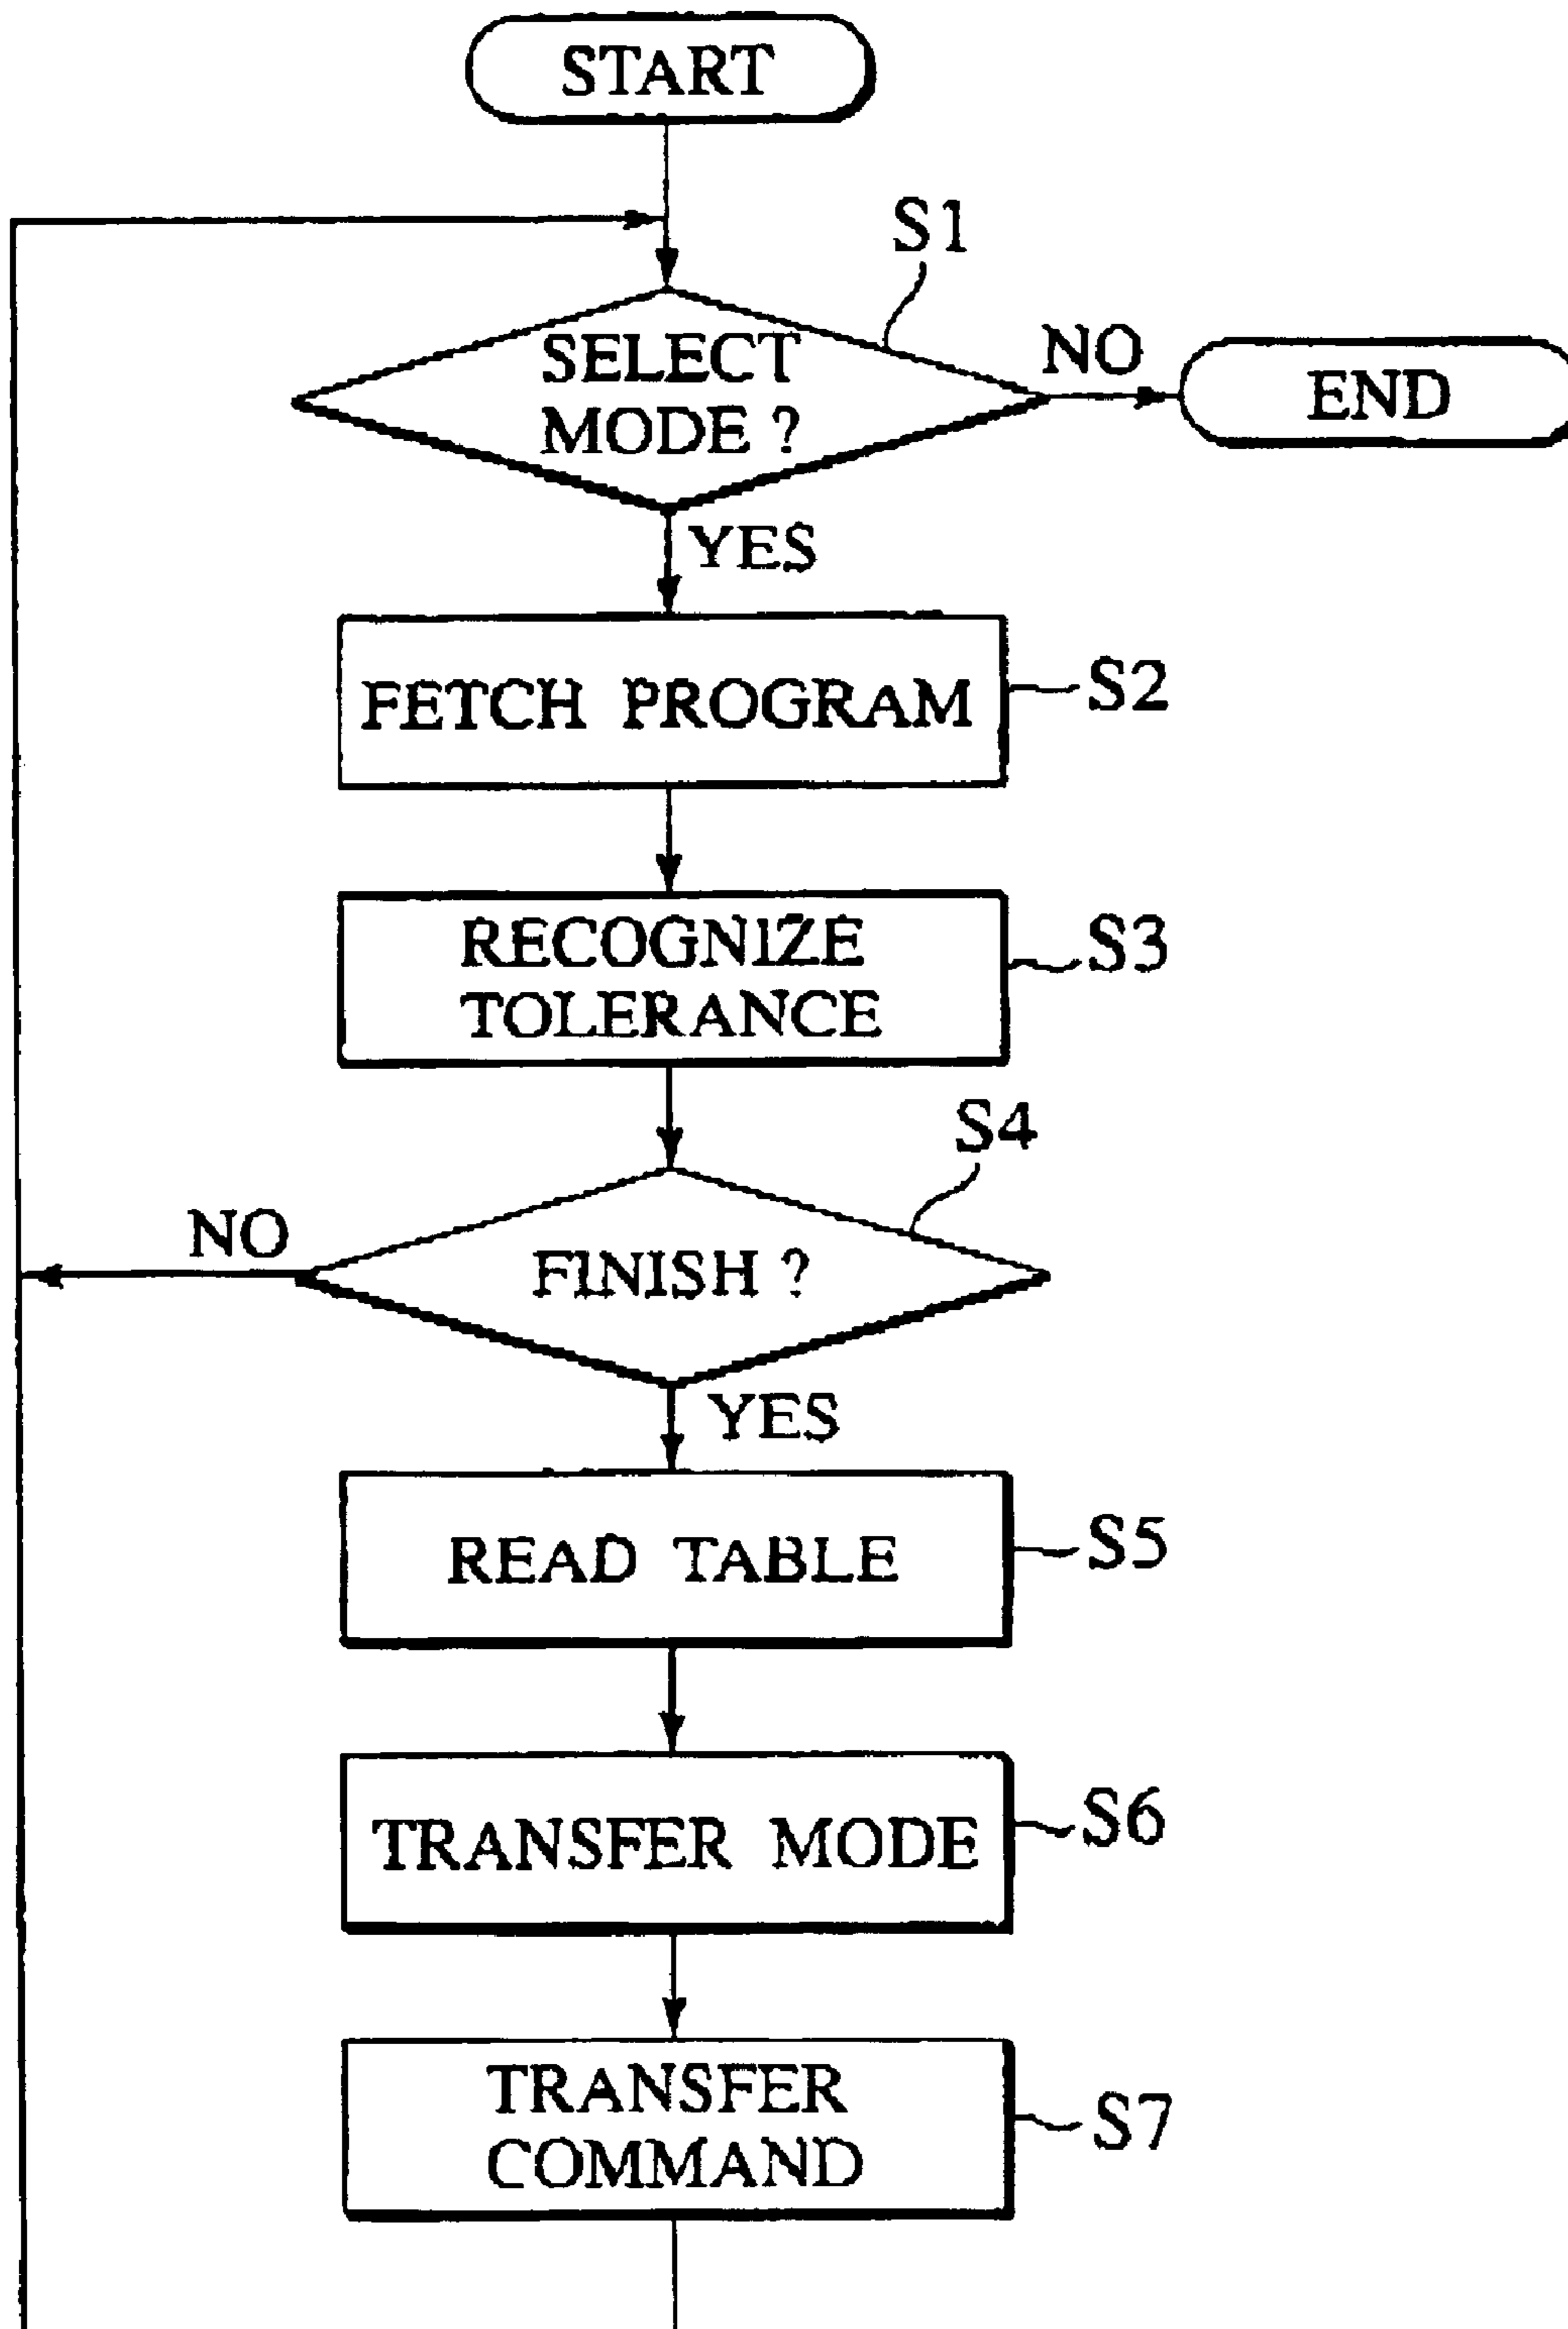 START
S1
SELECT
MODE ?
NO
END
YES
FETCH PROGRAM
S2
RECOGNIZE
TOLERANCE
S3
S4
NO
FINISH ?
YES
READ TABLE
S5
TRANSFER MODE
S6
TRANSFER
COMMAND
S7